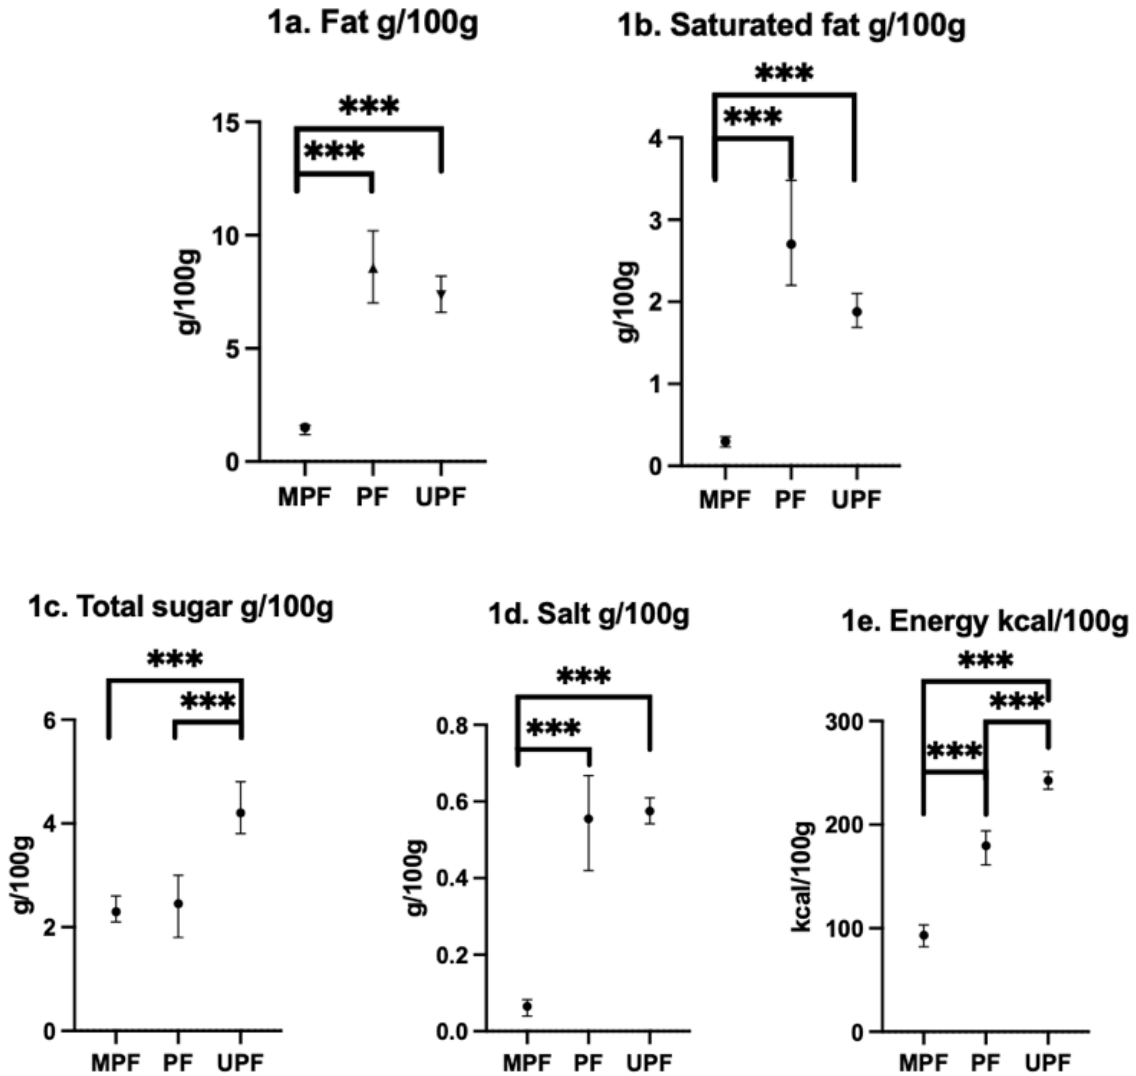 1a. Fat g/100g
***
***
15
10
5
0
g/100g
MPF PF UPF
1b. Saturated fat g/100g
***
***
4
3
2
1
0
g/100g
MPF PF UPF
1c. Total sugar g/100g
***
***
6
4
2
0
g/100g
MPF PF UPF
1d. Salt g/100g
***
***
0.8
0.6
0.4
0.2
0.0
g/100g
MPF PF UPF
1e. Energy kcal/100g
***
***
***
300
200
100
0
kcal/100g
MPF PF UPF